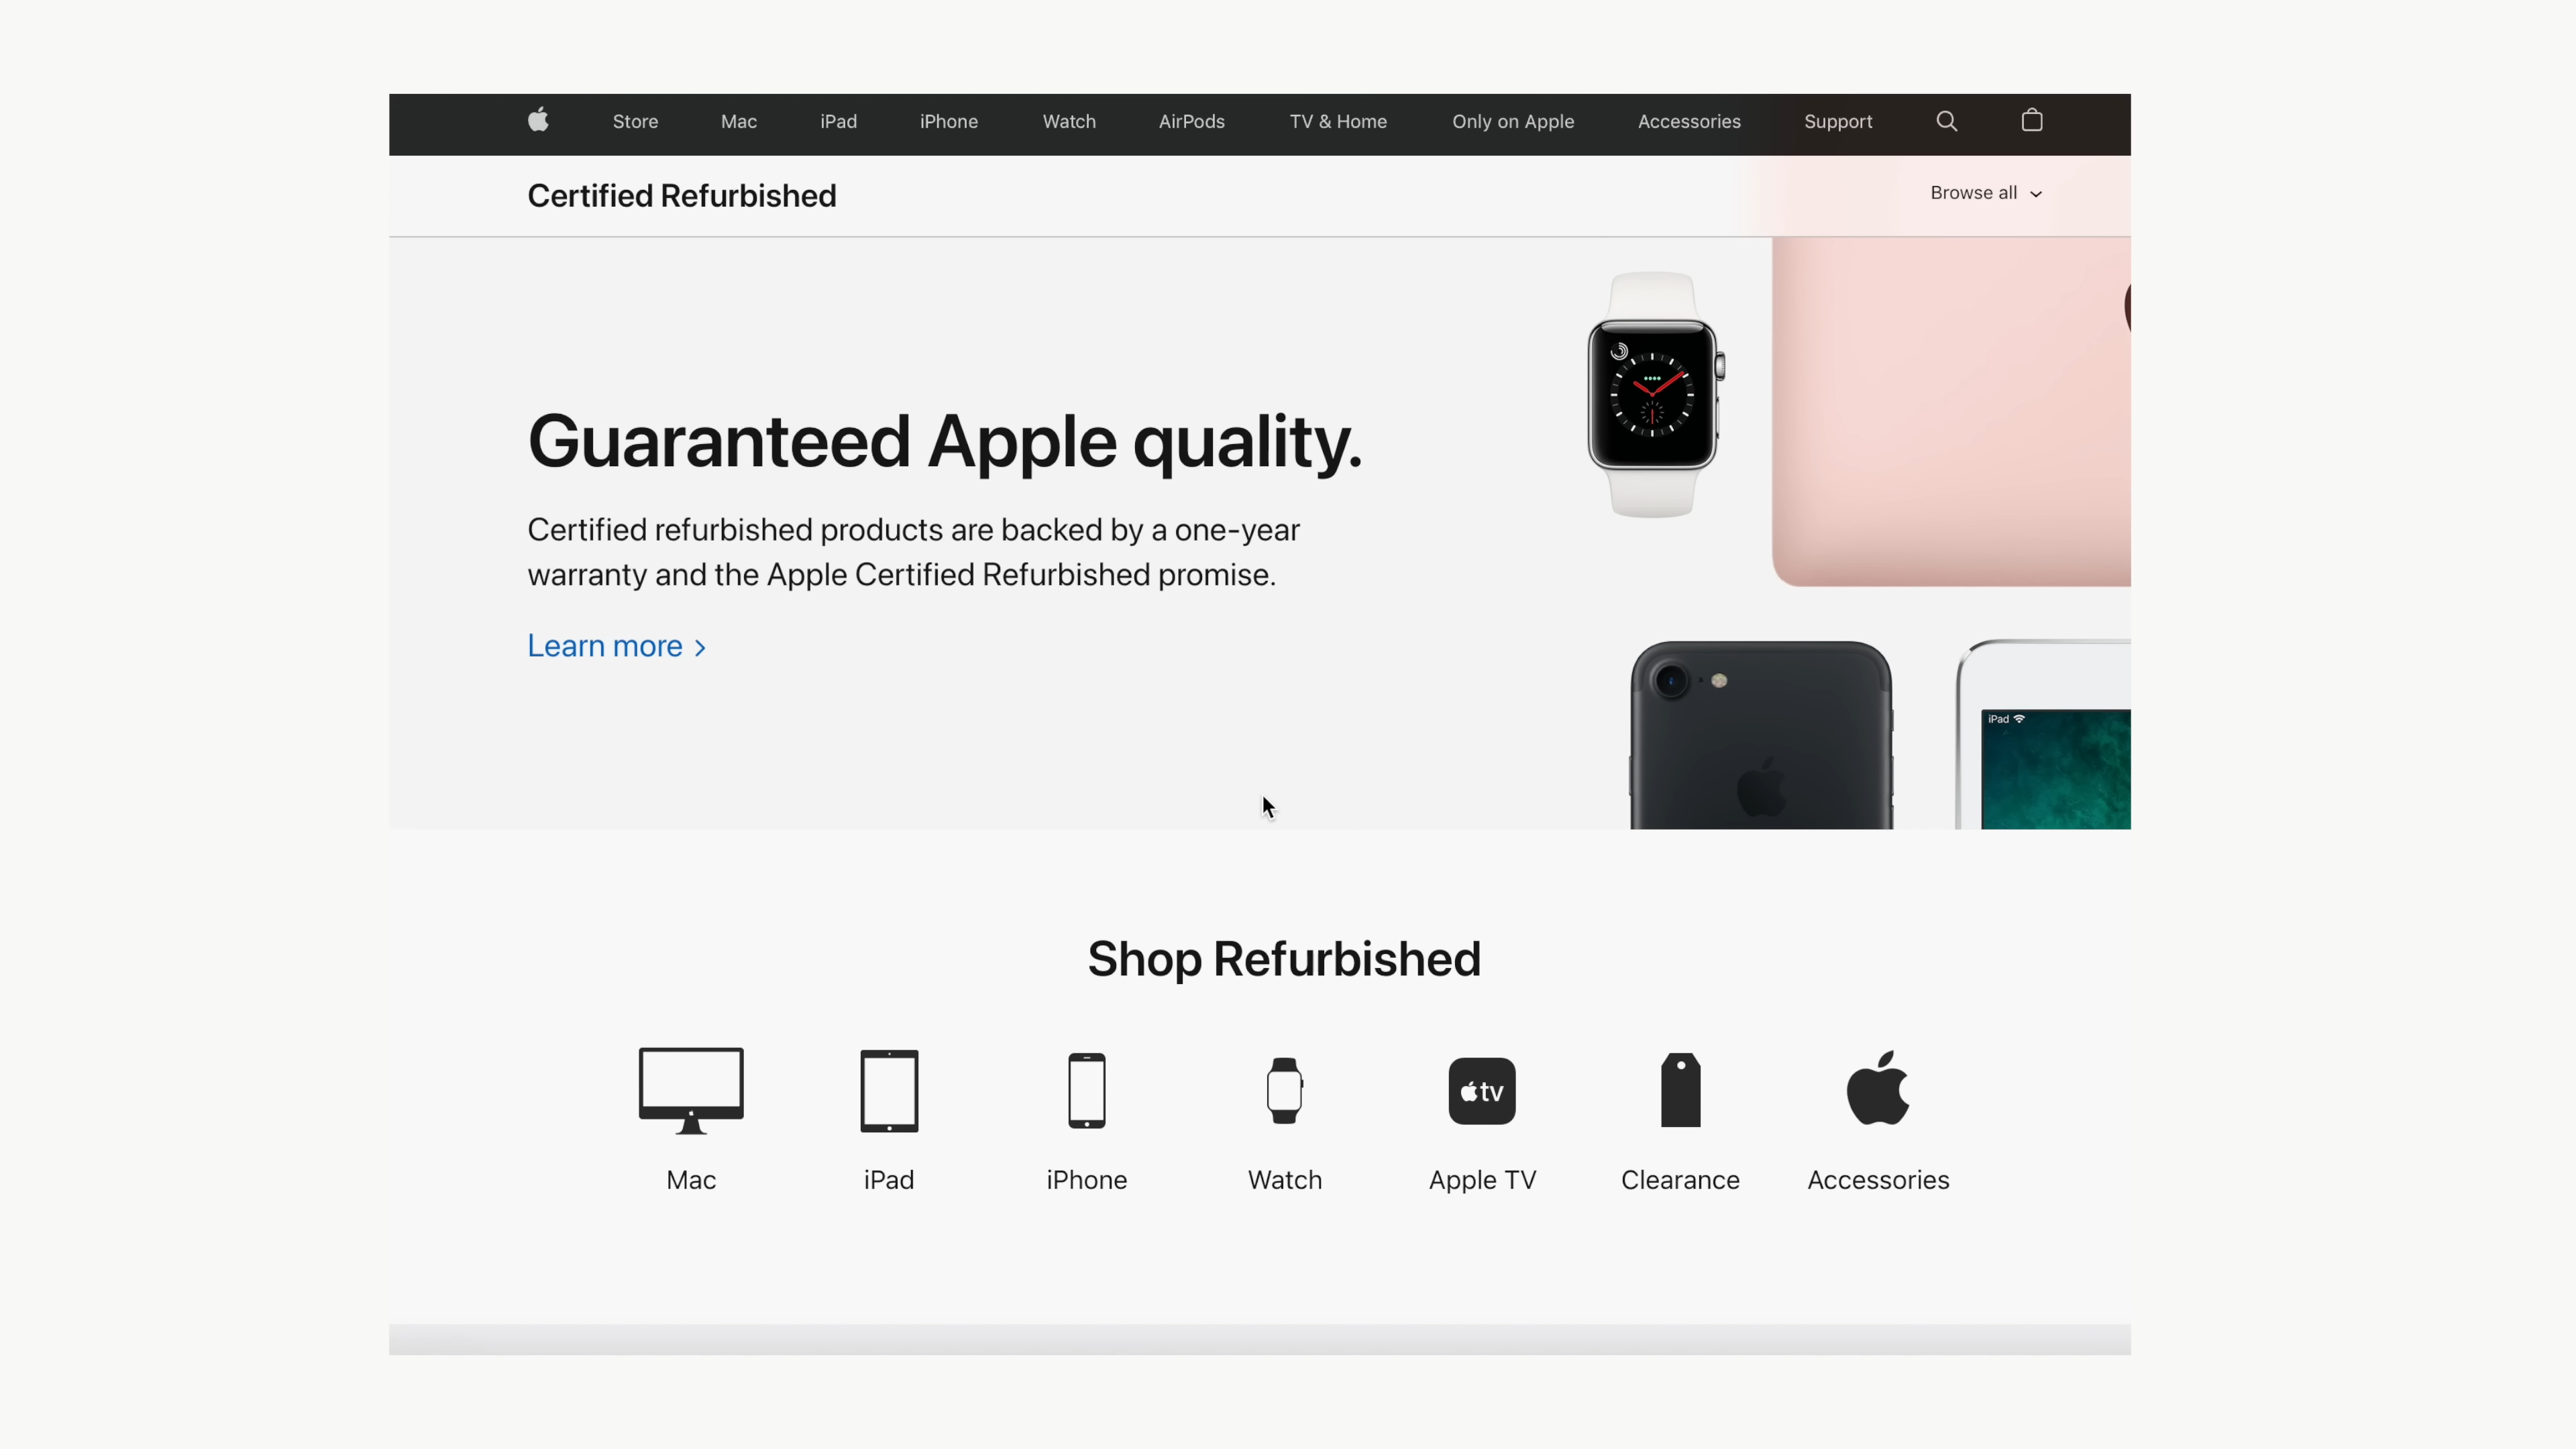 Store
Mac
iPad
iPhone
Watch
AirPods
TV & Home
Only on Apple
Accessories
Support
Certified Refurbished
Browse all
Guaranteed Apple quality.
Certified refurbished products are backed by a one-year
warranty and the Apple Certified Refurbished promise.
Learn more >
iPad
Shop Refurbished
tv
Mac
iPad
iPhone
Watch
Apple TV
Clearance
Accessories